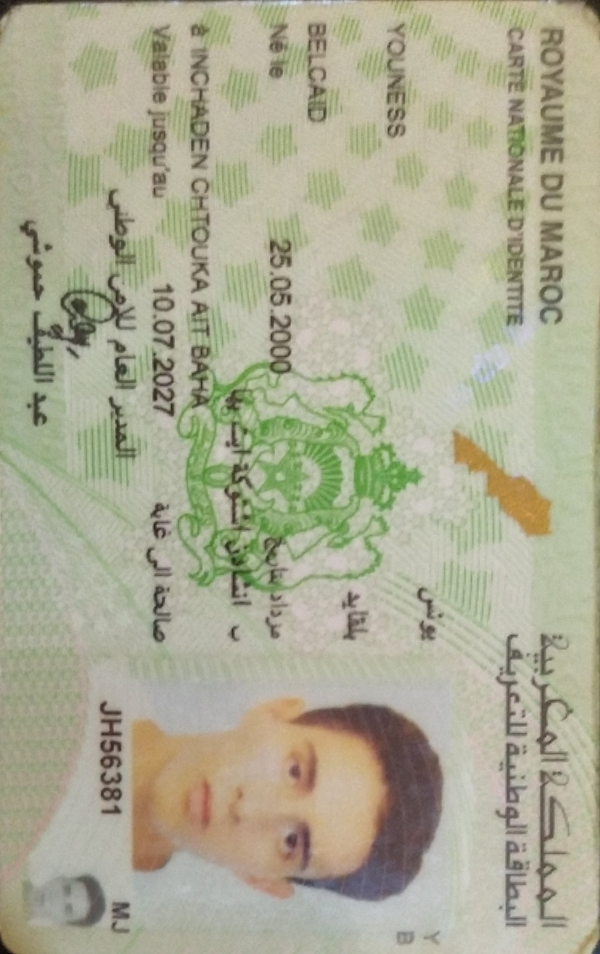 ROYAUME DU MAROC
المملكة المغربية
CARTE NATIONALE D'IDENTITE
البطاقة الوطنية للتعريف
YOUNESS
يونس
BELCAID
بلقايد
Né le 25.05.2000 مزداد بتاريخ
ب انشادن اشتوكة ايت بها
à INCHADEN CHTOUKA AIT BAHA
Valable jusqu'au 10.07.2027 صالحة الى غاية
المدير العام للأمن الوطني
عبد اللطيف حموشي
JH56381
MJ
Y
B